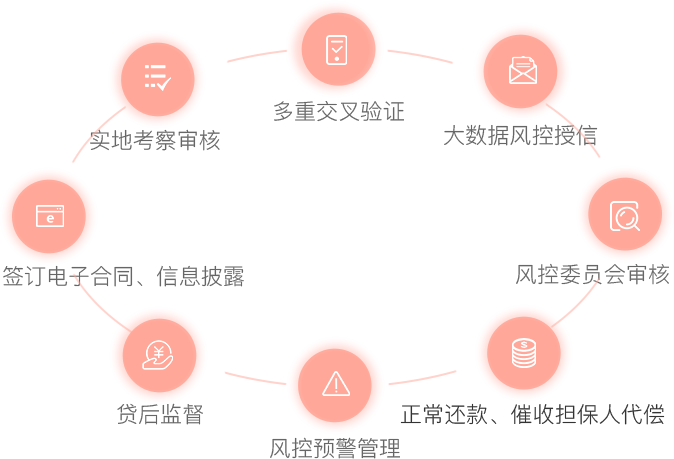 多重交叉验证
实地考察审核
大数据风控授信
签订电子合同、信息披露
e
风控委员会审核
贷后监督
¥
正常还款、催收担保人代偿
$
风控预警管理